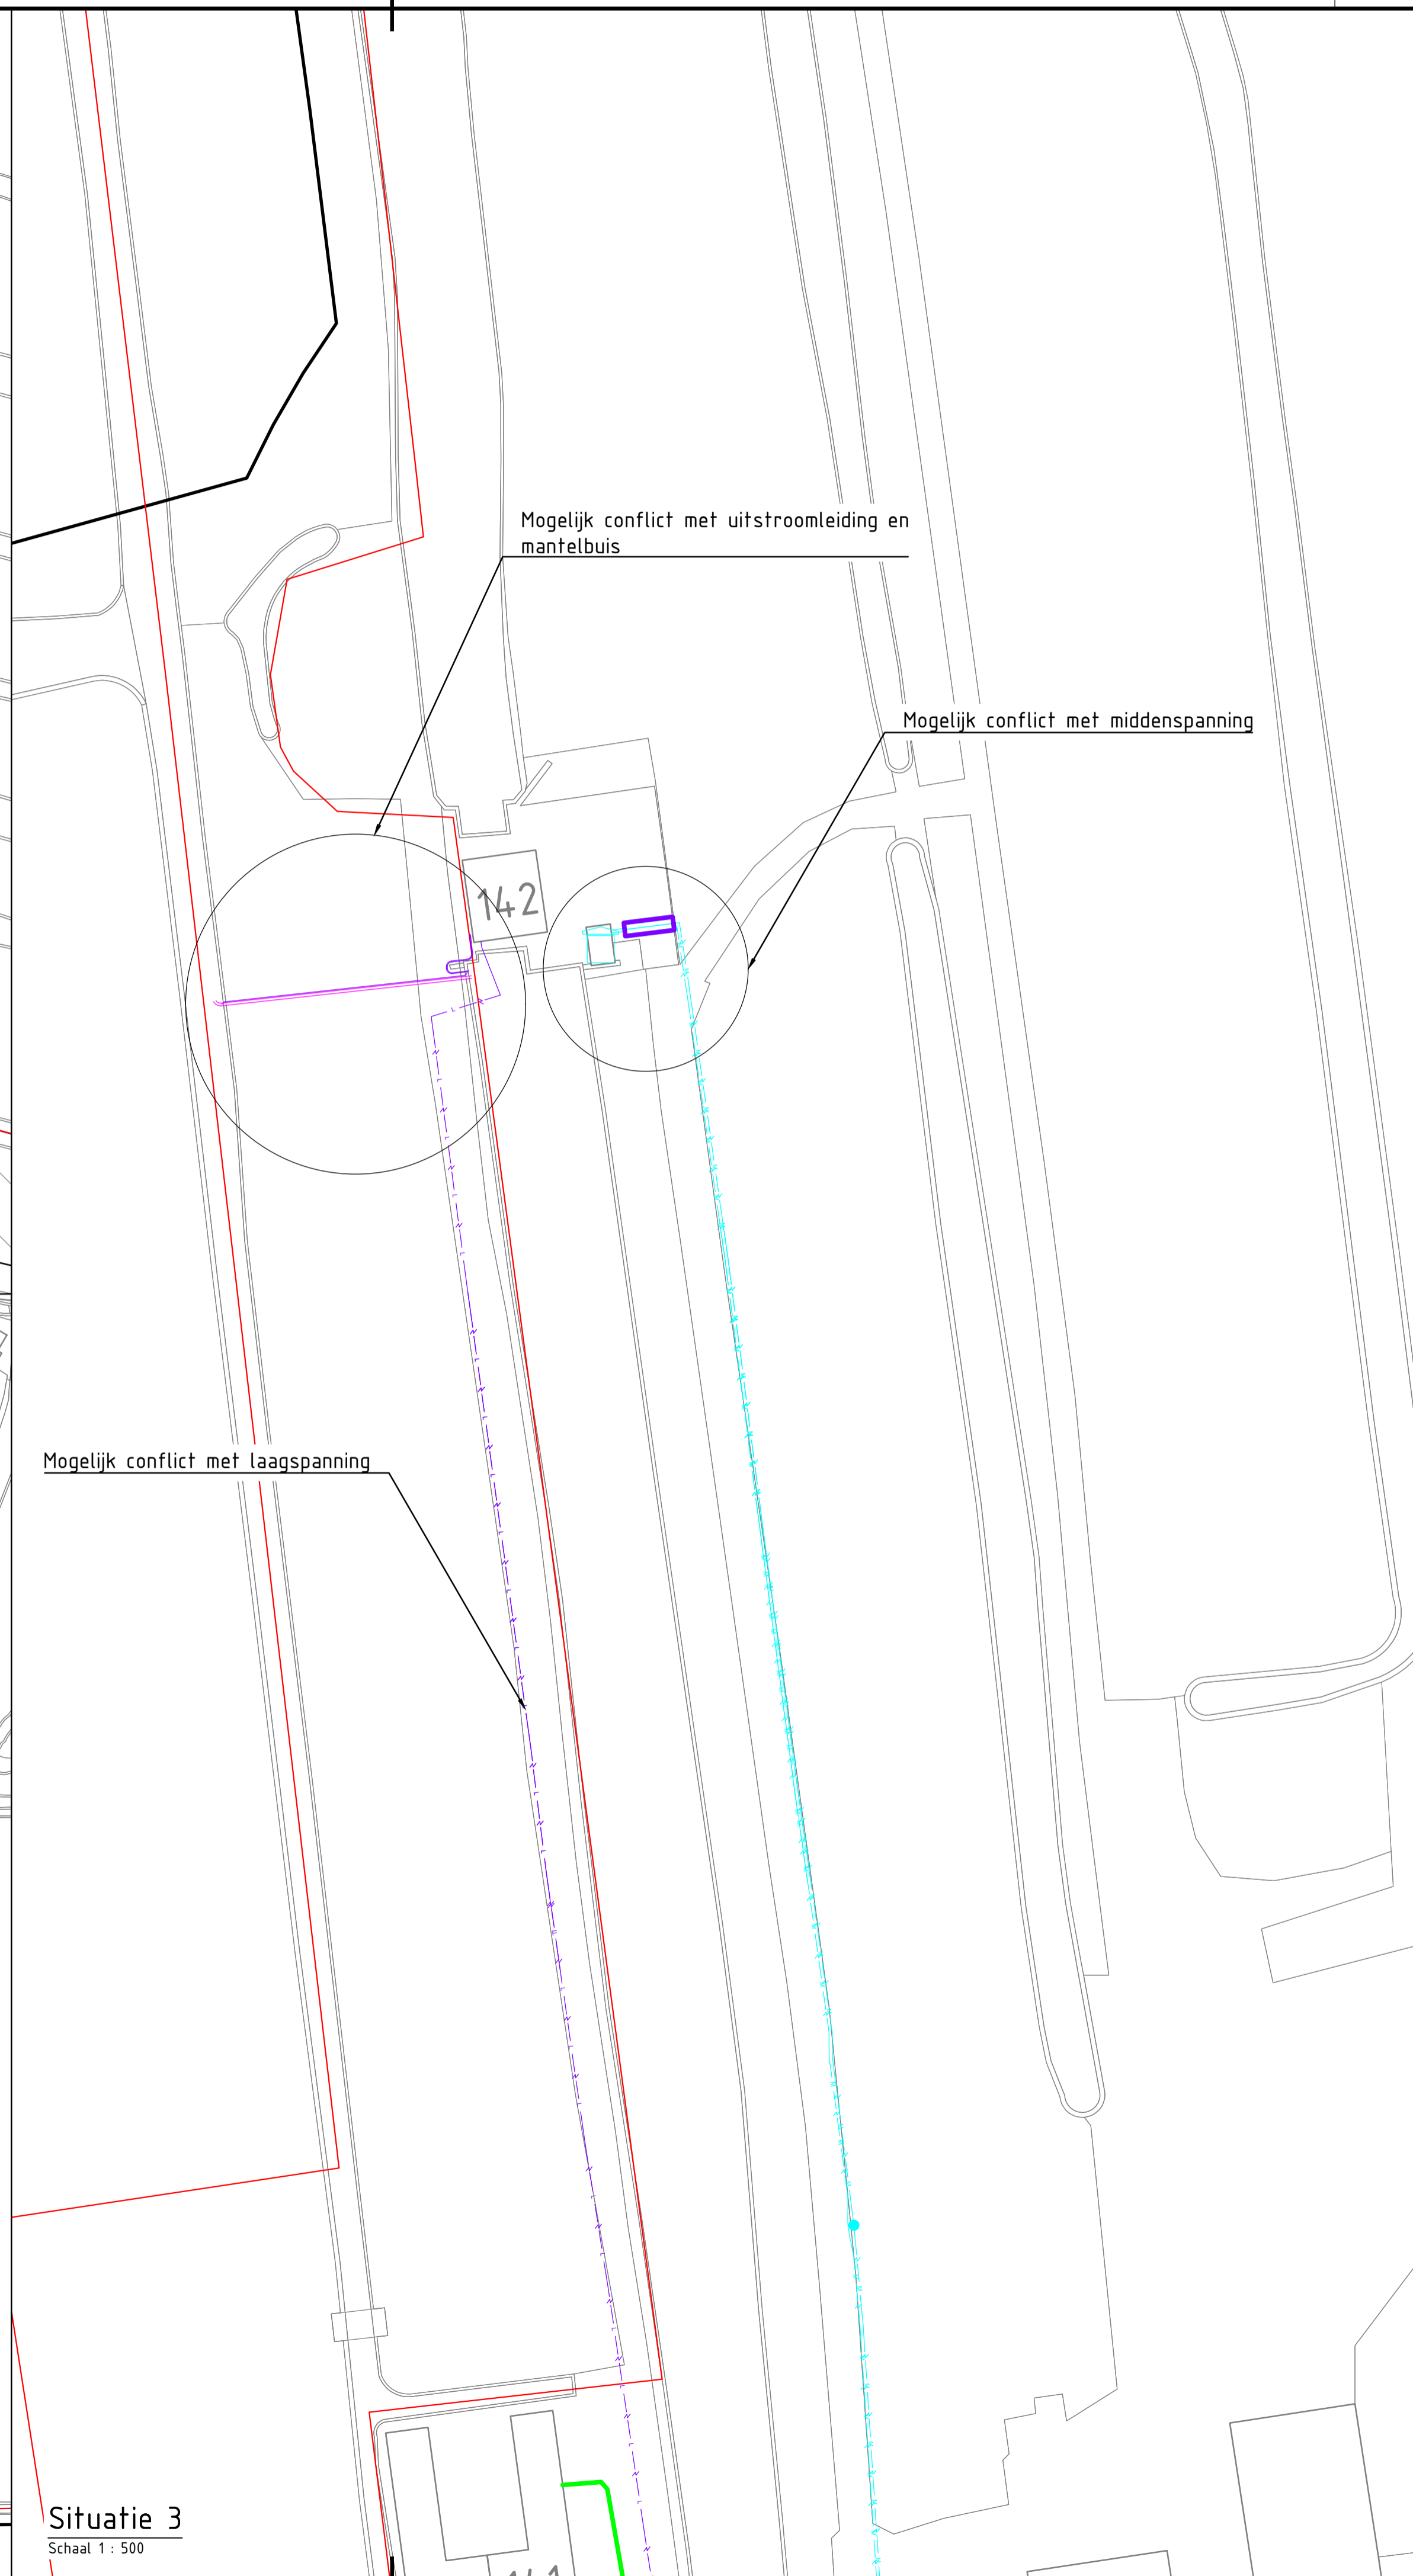 Mogelijk conflict met uitstroomleiding en
mantelbuis
Mogelijk conflict met middenspanning
142
Mogelijk conflict met laagspanning
Situatie 3
Schaal 1 : 500